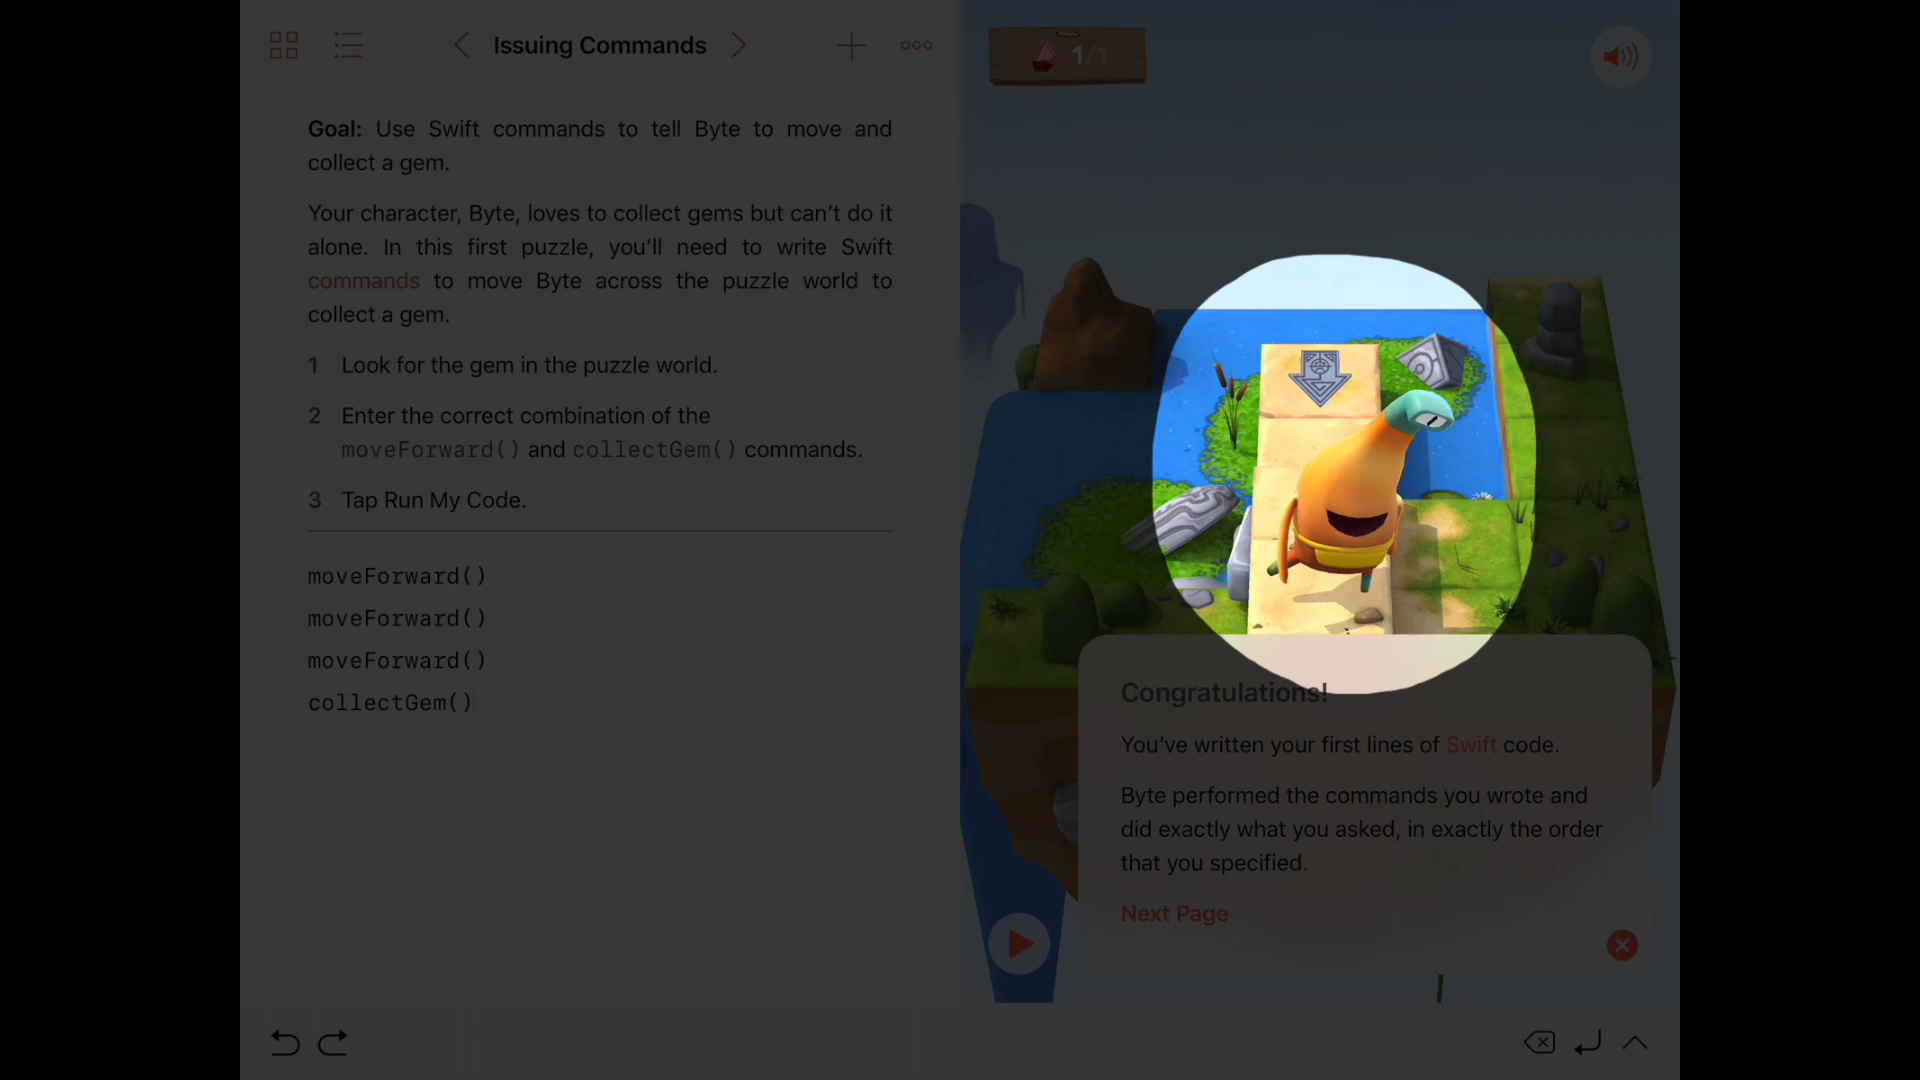 Issuing Commands
1/1
Goal: Use Swift commands to tell Byte to move and
collect a gem.
Your character, Byte, loves to collect gems but can’t do it
alone. In this first puzzle, you’ll need to write Swift
commands to move Byte across the puzzle world to
collect a gem.
1 Look for the gem in the puzzle world.
2 Enter the correct combination of the
moveForward() and collectGem() commands.
3 Tap Run My Code.
moveForward()
moveForward()
moveForward()
collectGem()
Congratulations!
You’ve written your first lines of Swift code.
Byte performed the commands you wrote and
did exactly what you asked, in exactly the order
that you specified.
Next Page